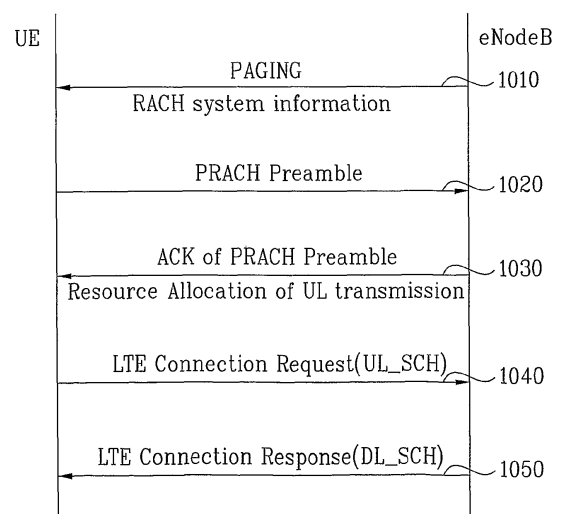 UE
eNodeB
PAGING
1010
RACH system information
PRACH Preamble
1020
ACK of PRACH Preamble
1030
Resource Allocation of UL transmission
LTE Connection Request(UL_SCH)
1040
LTE Connection Response(DL_SCH)
1050